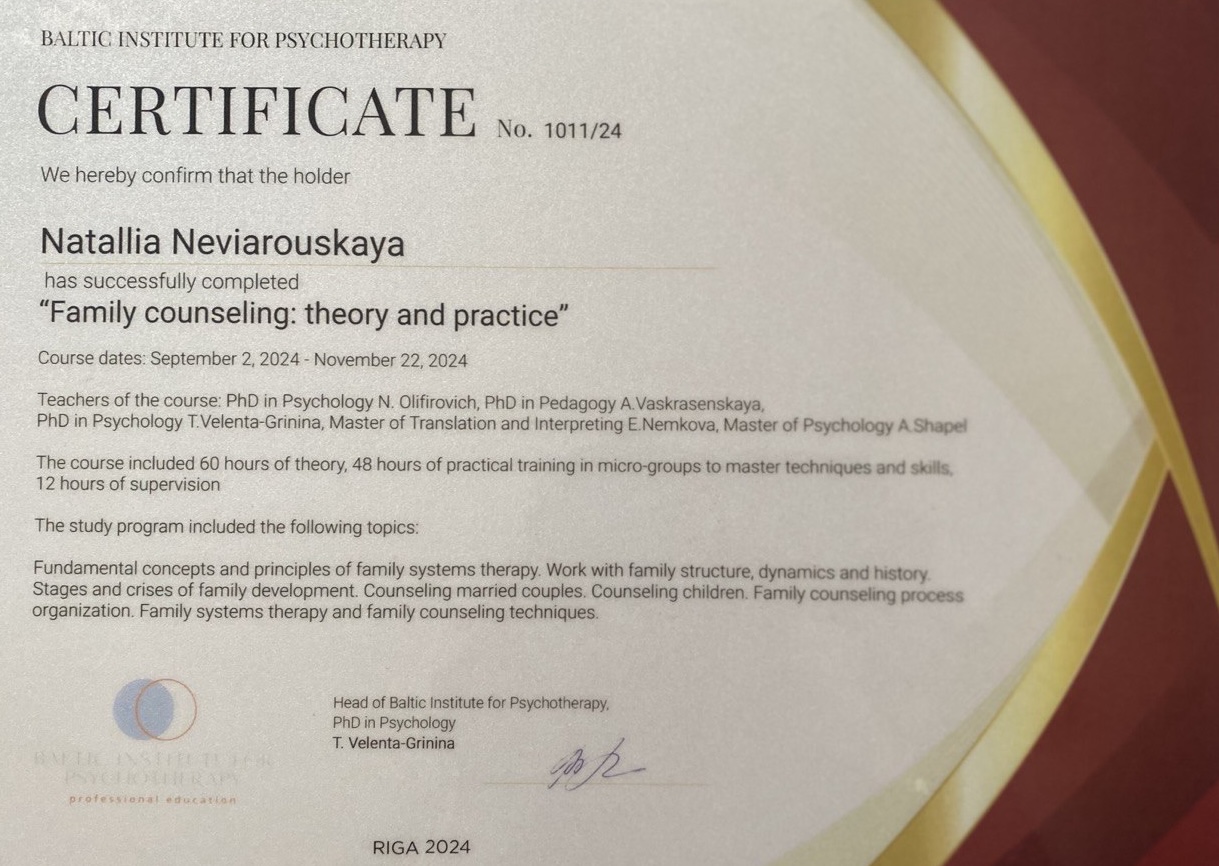 BALTIC INSTITUTE FOR PSYCHOTHERAPY
CERTIFICATE No. 1011/24
We hereby confirm that the holder
Natallia Neviarouskaya
has successfully completed
“Family counseling: theory and practice”
Course dates: September 2, 2024 - November 22, 2024
Teachers of the course: PhD in Psychology N. Olifirovich, PhD in Pedagogy A.Vaskrasenskaya,
PhD in Psychology T.Velenta-Grinina, Master of Translation and Interpreting E.Nemkova, Master of Psychology A.Shapel
The course included 60 hours of theory, 48 hours of practical training in micro-groups to master techniques and skills,
12 hours of supervision
The study program included the following topics:
Fundamental concepts and principles of family systems therapy. Work with family structure, dynamics and history.
Stages and crises of family development. Counseling married couples. Counseling children. Family counseling process
organization. Family systems therapy and family counseling techniques.
BALTIC INSTITUTE FOR
PSYCHOTHERAPY
professional education
Head of Baltic Institute for Psychotherapy,
PhD in Psychology
T. Velenta-Grinina
RIGA 2024